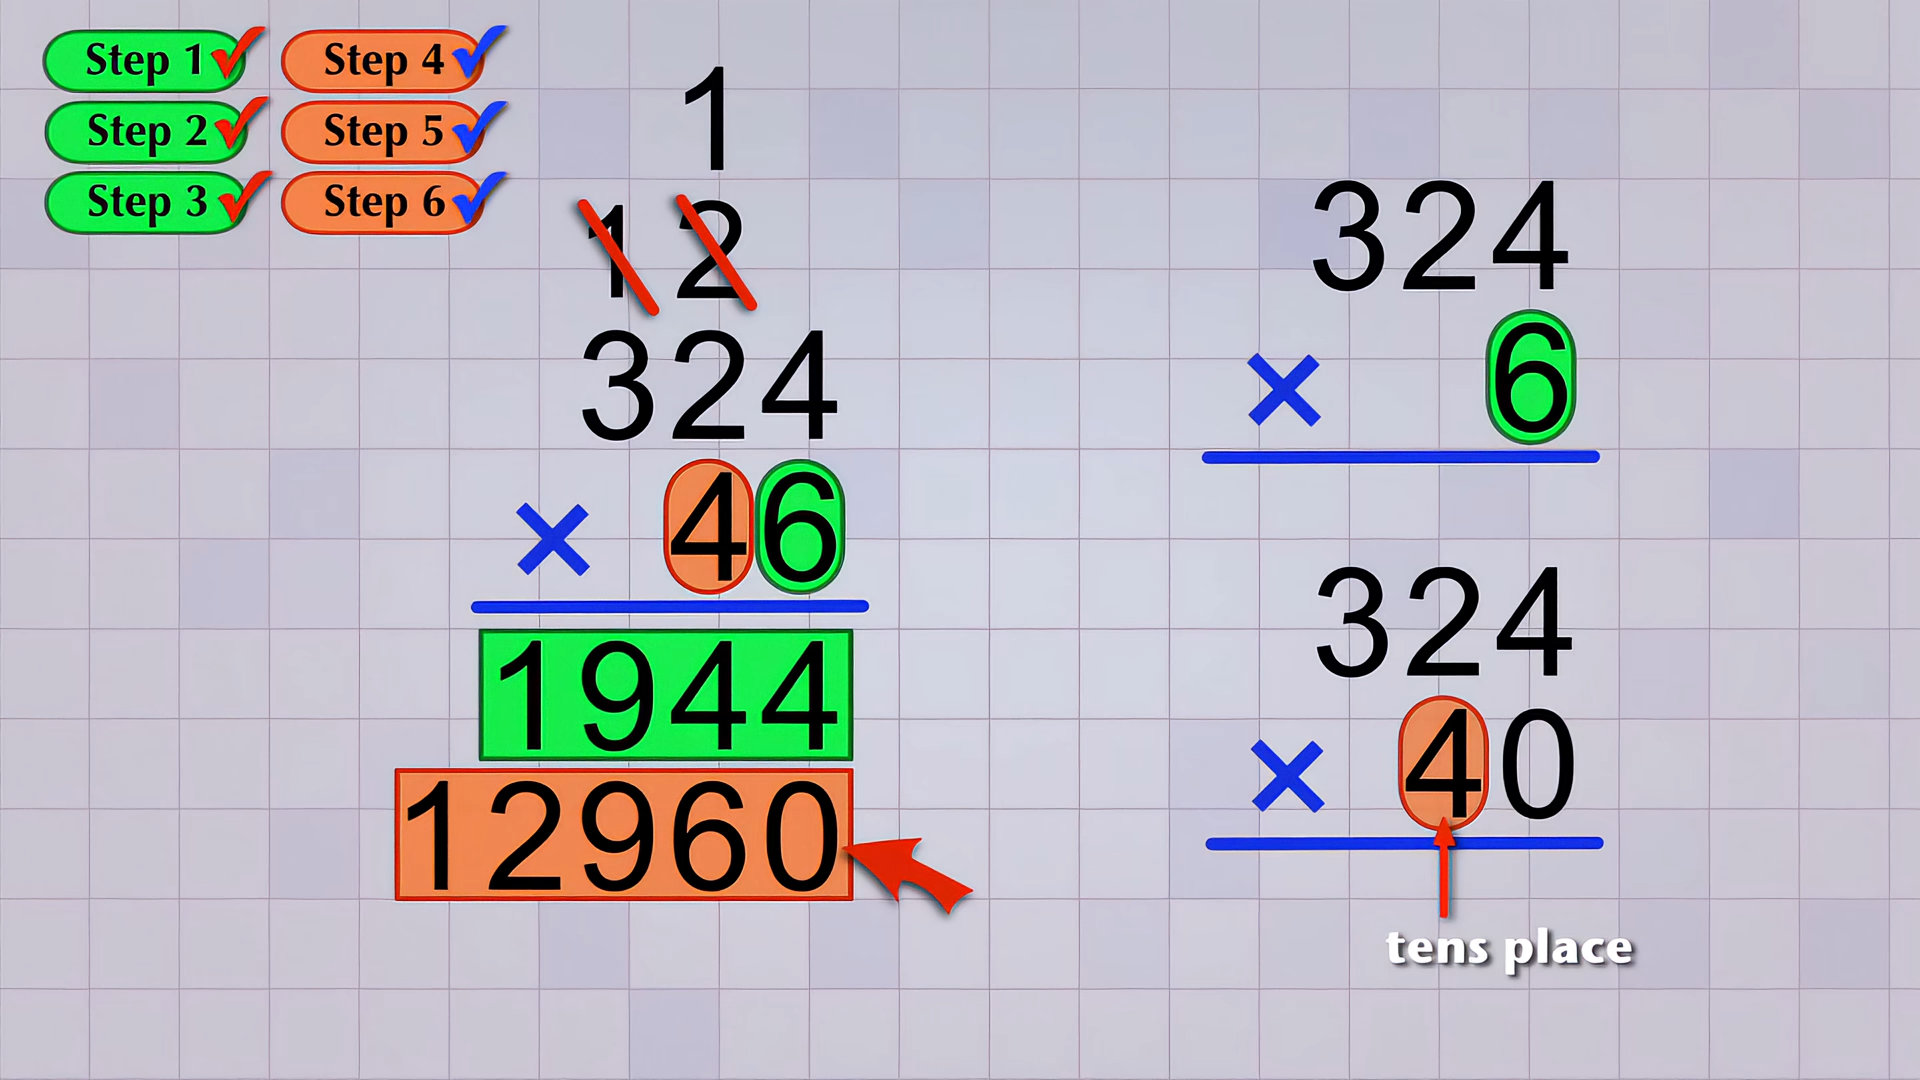 Step 1
Step 2
Step 3
Step 4
Step 5
Step 6
1
12
324
× 46
1944
12960
324
× 6
324
× 40
tens place